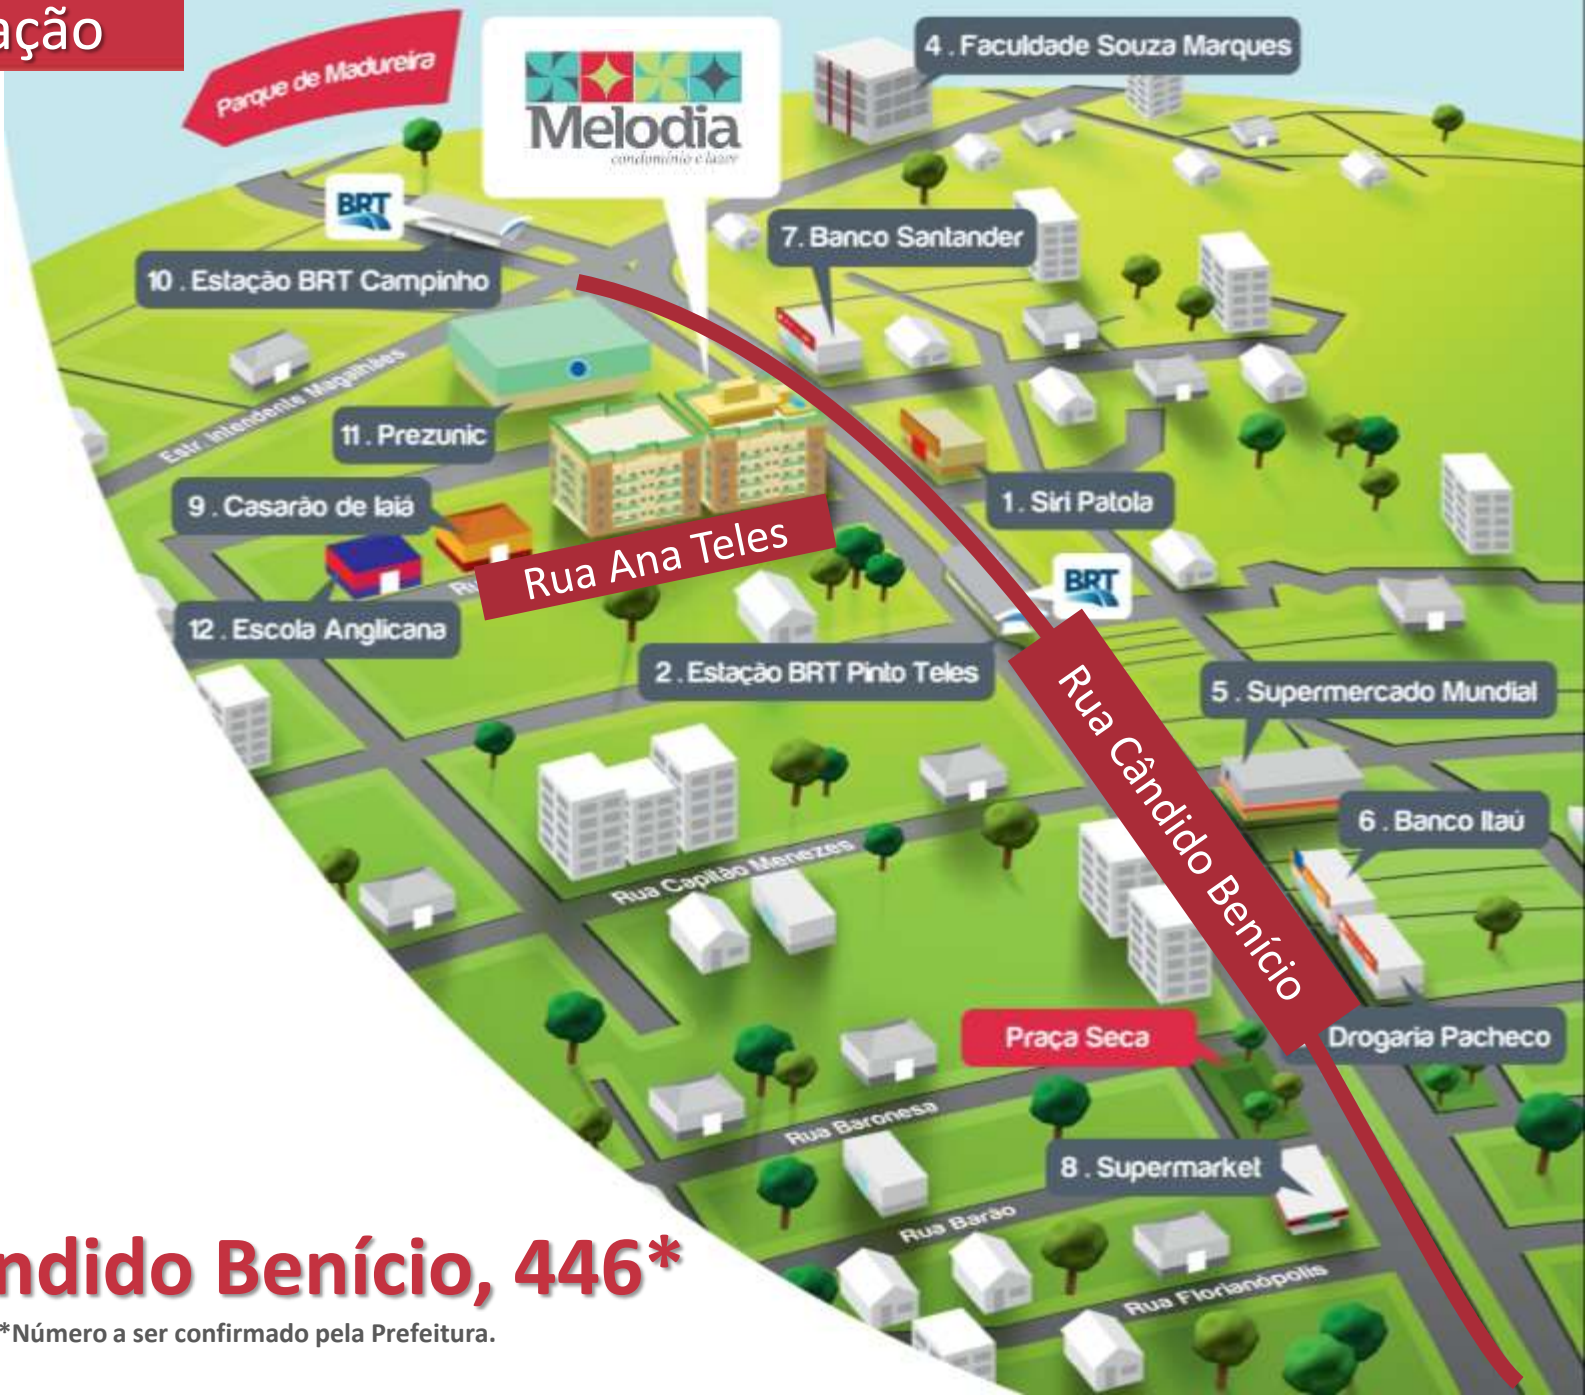 ação
Parque de Madureira
Melodia
condomínio e lazer
4 . Faculdade Souza Marques
BRT
7. Banco Santander
10 . Estação BRT Campinho
Estr. Intendente Magalhães
11 . Prezunic
9 . Casarão de Iaiá
1. Siri Patola
Rua Ana Teles
Ru
BRT
12 . Escola Anglicana
2 . Estação BRT Pinto Teles
5 . Supermercado Mundial
Rua Cândido Benício
6 . Banco Itaú
Rua Capitão Menezes
Praça Seca
Drogaria Pacheco
Rua Baronesa
8 . Supermarket
Rua Barão
Rua Florianópolis
ndido Benício, 446*
*Número a ser confirmado pela Prefeitura.